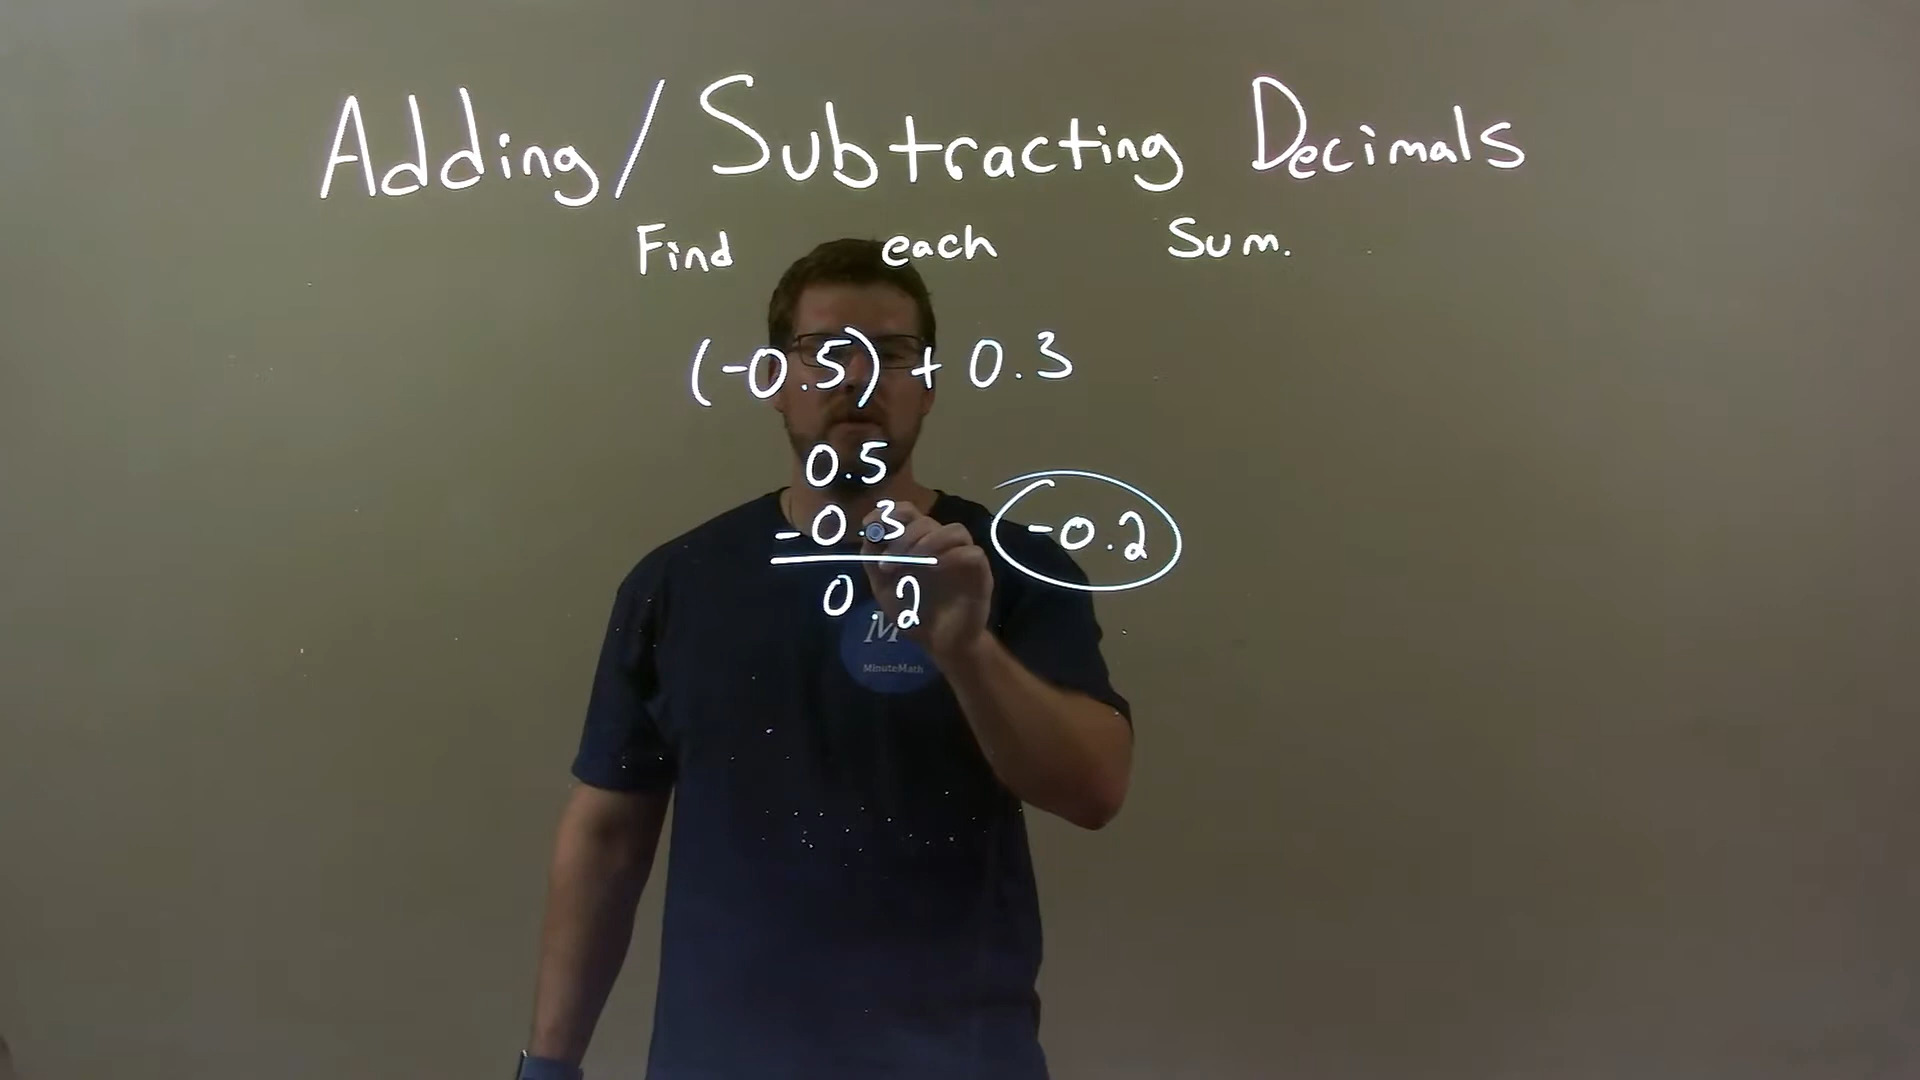 Adding/Subtracting Decimals
Find each Sum.
(-0.5) + 0.3
0.5
-0.3
-0.2
0.2
M
MinuteMath